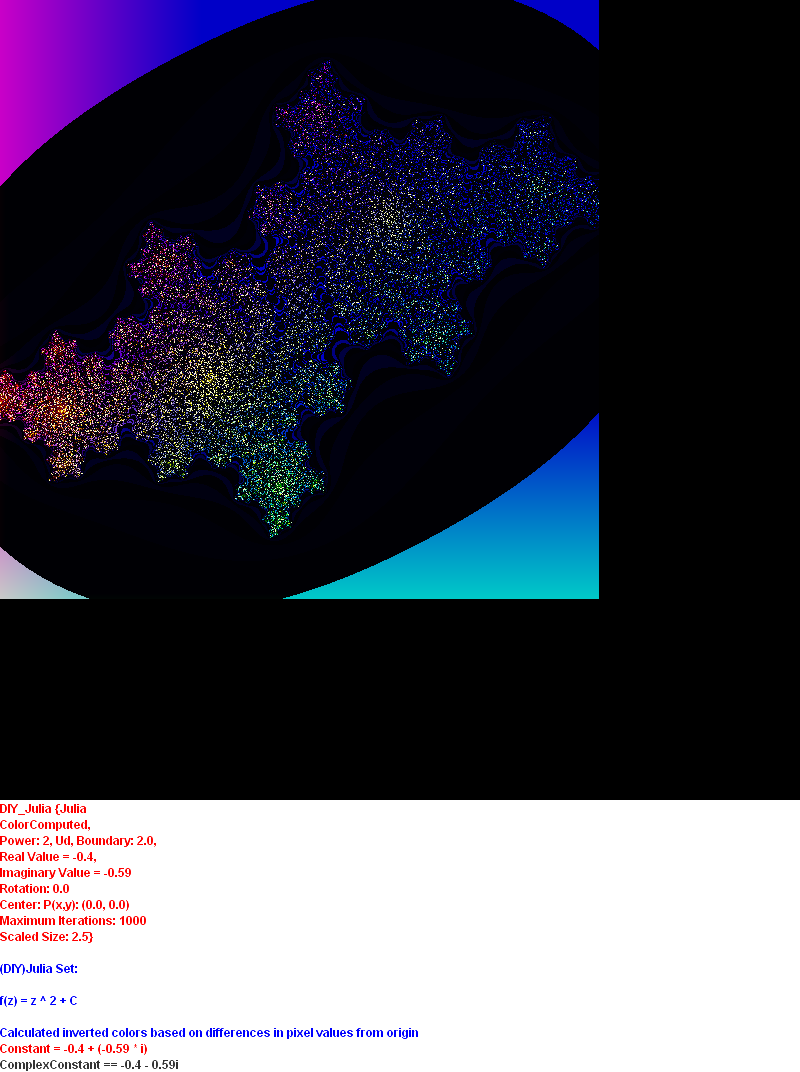 DIY_Julia {Julia
ColorComputed,
Power: 2, Ud, Boundary: 2.0,
Real Value = -0.4,
Imaginary Value = -0.59
Rotation: 0.0
Center: P(x,y): (0.0, 0.0)
Maximum Iterations: 1000
Scaled Size: 2.5}
(DIY)Julia Set:
f(z) = z ^ 2 + C
Calculated inverted colors based on differences in pixel values from origin
Constant = -0.4 + (-0.59 * i)
ComplexConstant == -0.4 - 0.59i